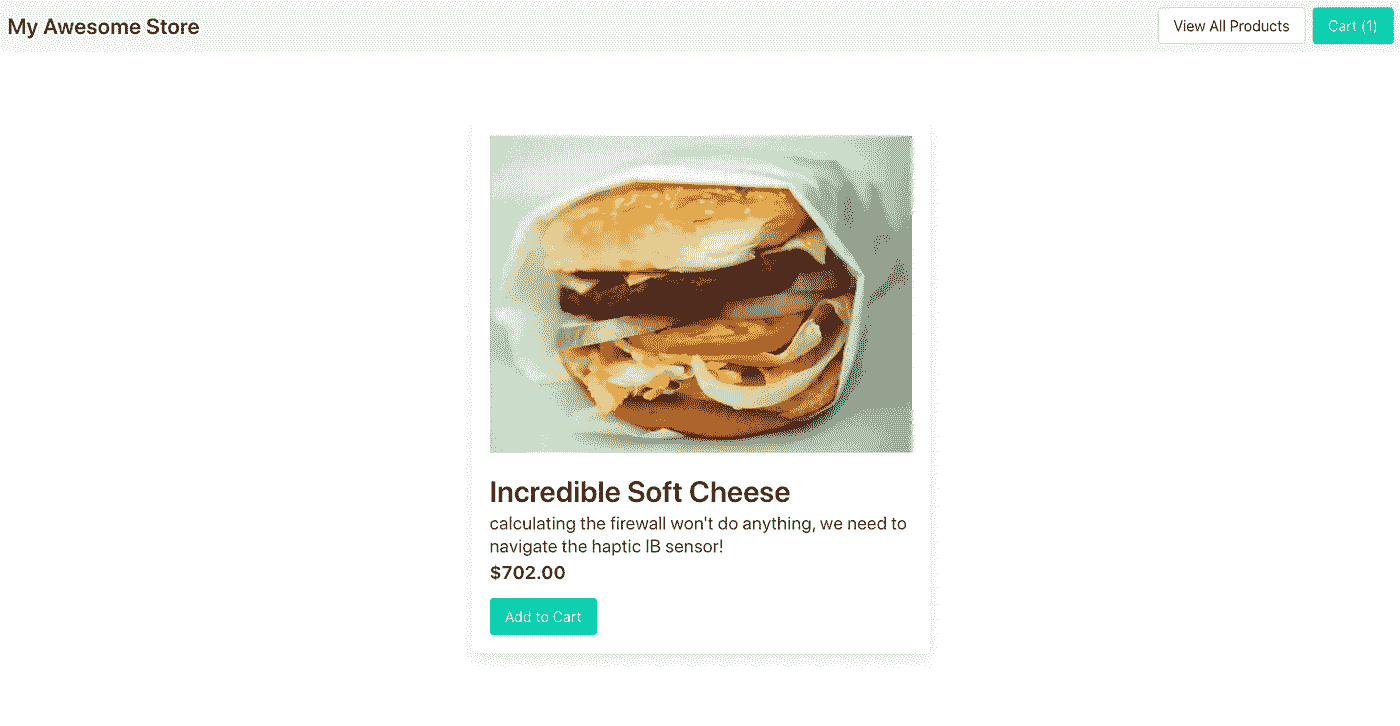 My Awesome Store
View All Products
Cart (1)
Incredible Soft Cheese
calculating the firewall won't do anything, we need to
navigate the haptic IB sensor!
$702.00
Add to Cart